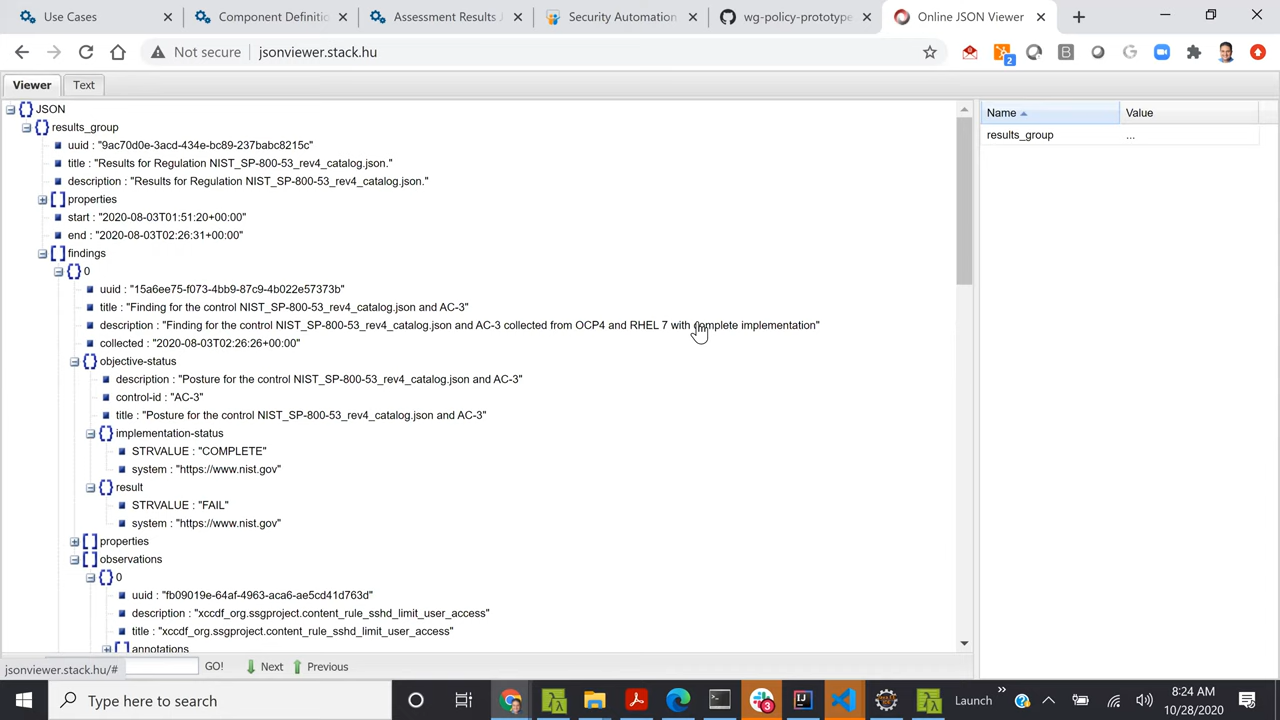 Use Cases
Component Definitio
Assessment Results J
Security Automation
wg-policy-prototype
Online JSON Viewer
Not secure
jsonviewer.stack.hu
2
Viewer
Text
JSON
results_group
uuid : "9ac70d0e-3acd-434e-bc89-237babc8215c"
title : "Results for Regulation NIST_SP-800-53_rev4_catalog.json."
description : "Results for Regulation NIST_SP-800-53_rev4_catalog.json."
properties
start : "2020-08-03T01:51:20+00:00"
end : "2020-08-03T02:26:31+00:00"
findings
0
uuid : "15a6ee75-f073-4bb9-87c9-4b022e57373b"
title : "Finding for the control NIST_SP-800-53_rev4_catalog.json and AC-3"
description : "Finding for the control NIST_SP-800-53_rev4_catalog.json and AC-3 collected from OCP4 and RHEL 7 with complete implementation"
collected : "2020-08-03T02:26:26+00:00"
objective-status
description : "Posture for the control NIST_SP-800-53_rev4_catalog.json and AC-3"
control-id : "AC-3"
title : "Posture for the control NIST_SP-800-53_rev4_catalog.json and AC-3"
implementation-status
STRVALUE : "COMPLETE"
system : "https://www.nist.gov"
result
STRVALUE : "FAIL"
system : "https://www.nist.gov"
properties
observations
0
uuid : "fb09019e-64af-4963-aca6-ae5cd41d763d"
description : "xccdf_org.ssgproject.content_rule_sshd_limit_user_access"
title : "xccdf_org.ssgproject.content_rule_sshd_limit_user_access"
annotations
Name
Value
results_group
...
jsonviewer.stack.hu/#
GO!
Next
Previous
Type here to search
3
Launch
8:24 AM
10/28/2020